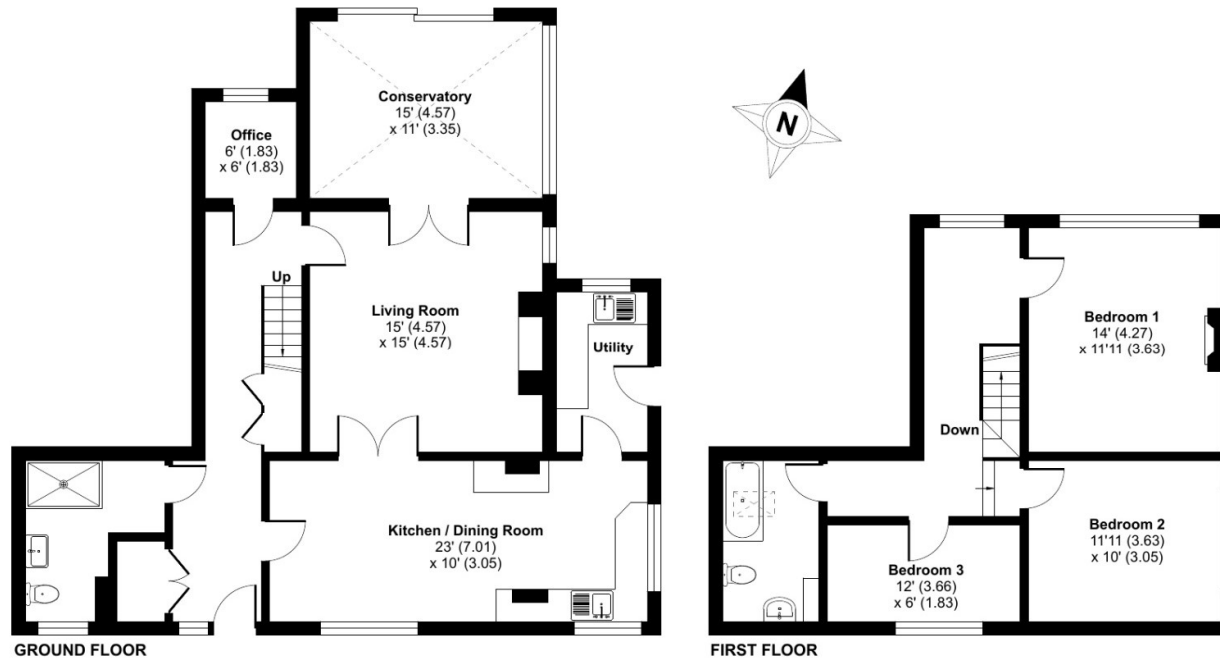 Conservatory
15' (4.57)
x 11' (3.35)
Office
6' (1.83)
x 6' (1.83)
N
Up
Living Room
15' (4.57)
x 15' (4.57)
Utility
Kitchen / Dining Room
23' (7.01)
x 10' (3.05)
GROUND FLOOR
Bedroom 1
14' (4.27)
x 11'11 (3.63)
Down
Bedroom 2
11'11 (3.63)
x 10' (3.05)
Bedroom 3
12' (3.66)
x 6' (1.83)
FIRST FLOOR